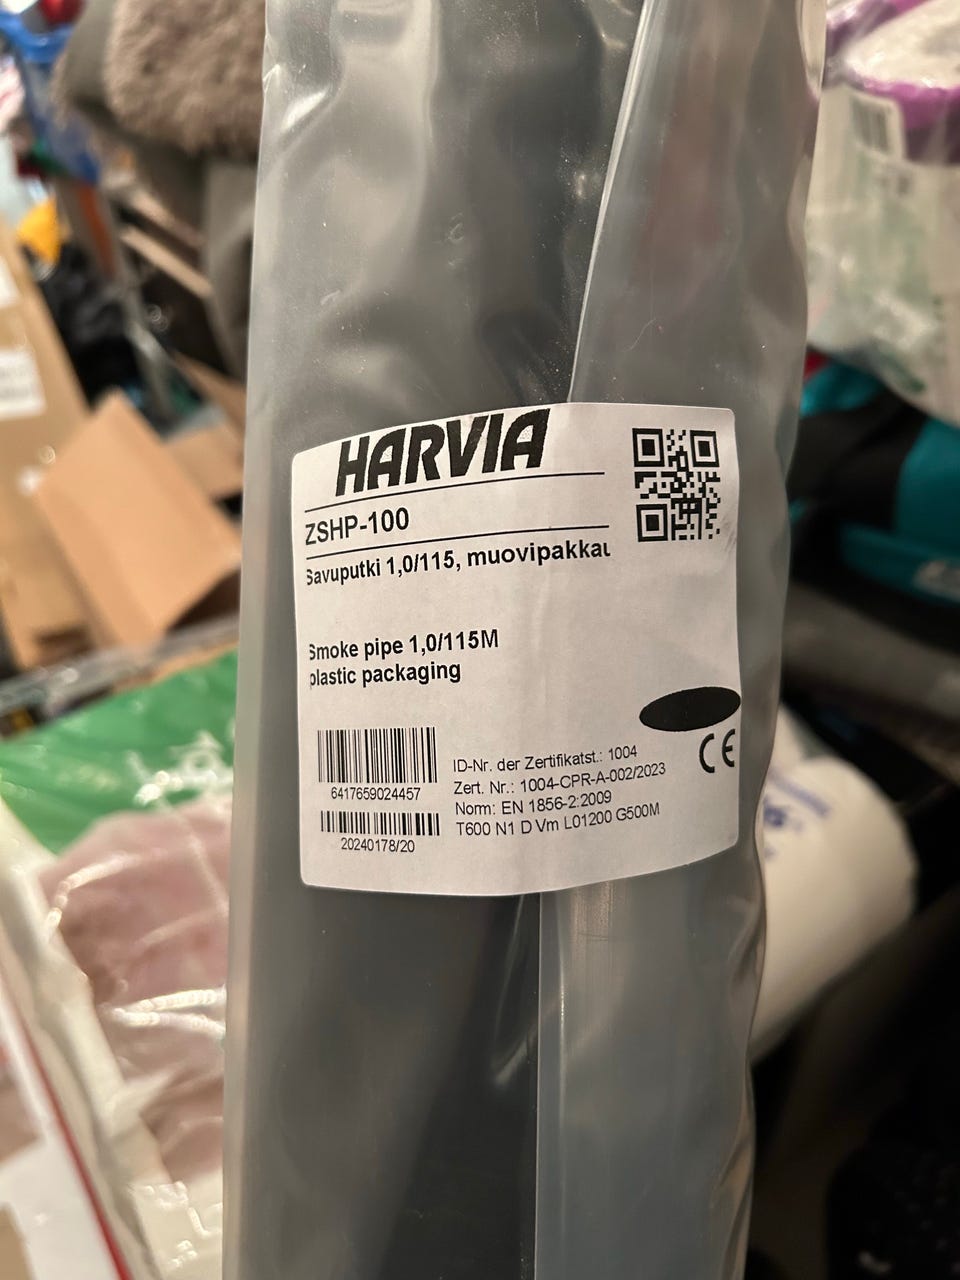 HARVIA
ZSHP-100
Savuputki 1,0/115, muovipakkau
Smoke pipe 1,0/115M
plastic packaging
6417659024457
20240178/20
ID-Nr. der Zertifikatst.: 1004
Zert. Nr.: 1004-CPR-A-002/2023
Norm: EN 1856-2:2009
T600 N1 D Vm L01200 G500M
CE